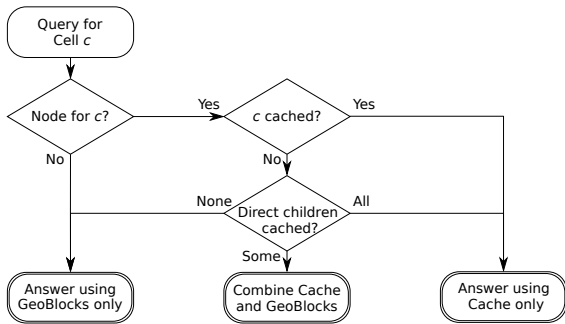 Query for
Cell c
Node for c?
Yes
c cached?
Yes
No
No
None
Direct children
cached?
All
Some
Answer using
GeoBlocks only
Combine Cache
and GeoBlocks
Answer using
Cache only